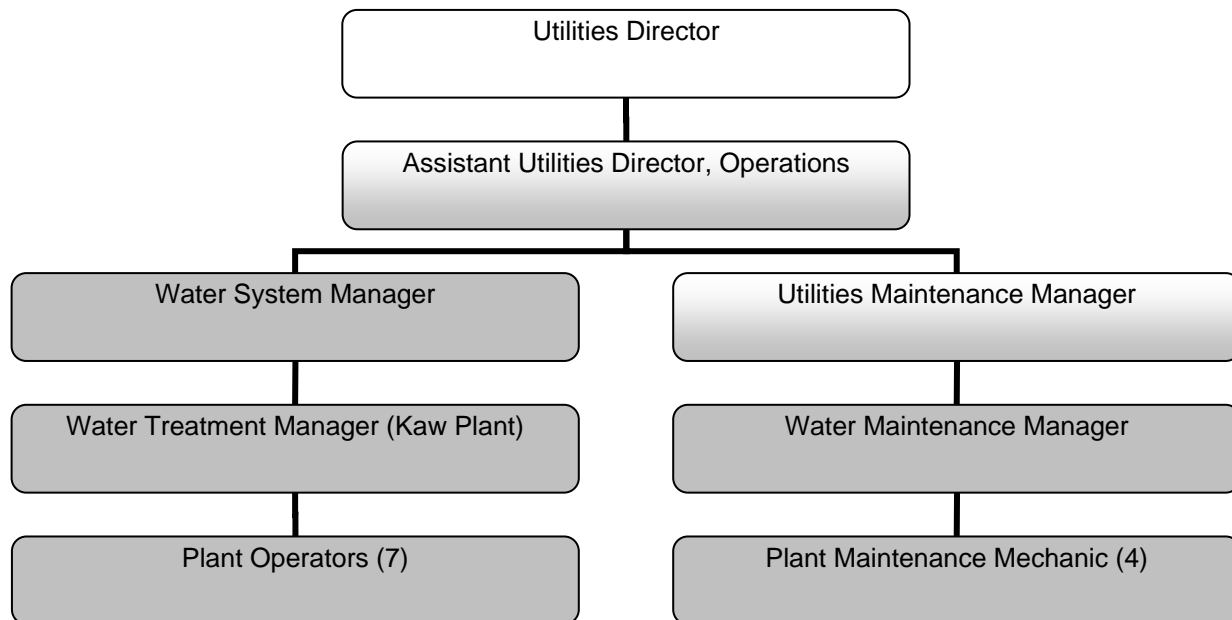 Utilities Director
Assistant Utilities Director, Operations
Water System Manager
Utilities Maintenance Manager
Water Treatment Manager (Kaw Plant)
Water Maintenance Manager
Plant Operators (7)
Plant Maintenance Mechanic (4)